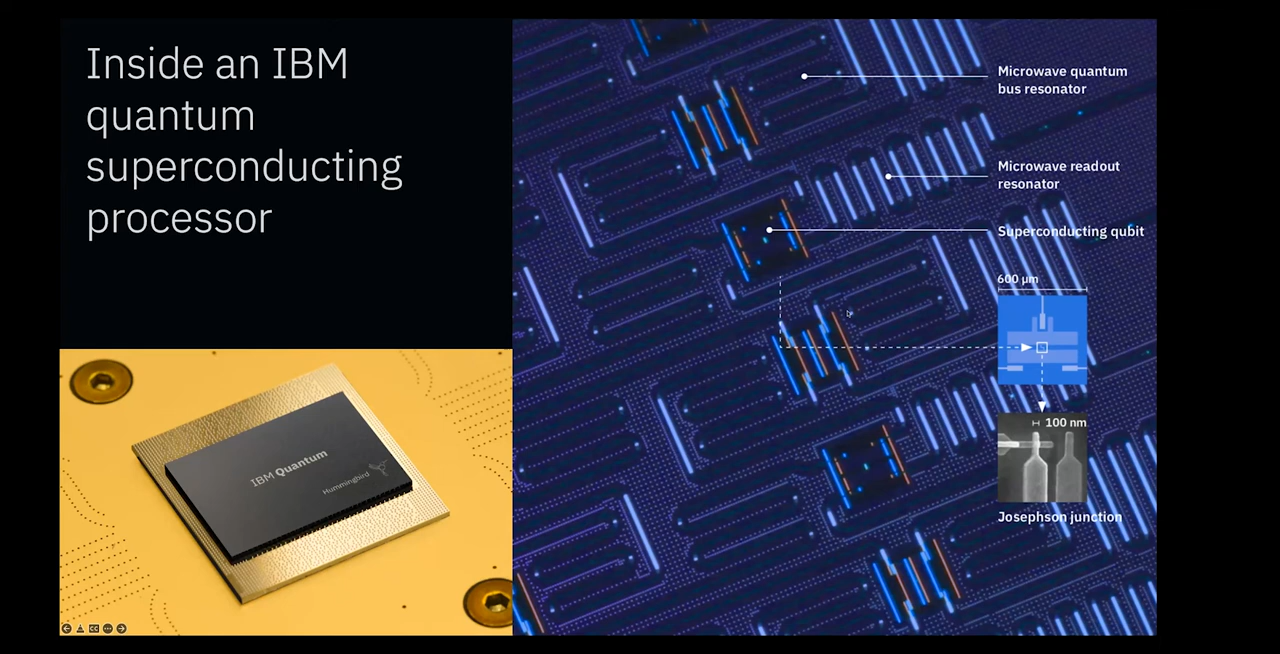 Inside an IBM
quantum
superconducting
processor
Microwave quantum
bus resonator
Microwave readout
resonator
Superconducting qubit
600 µm
100 nm
Josephson junction
IBM Quantum
Hummingbird
CC